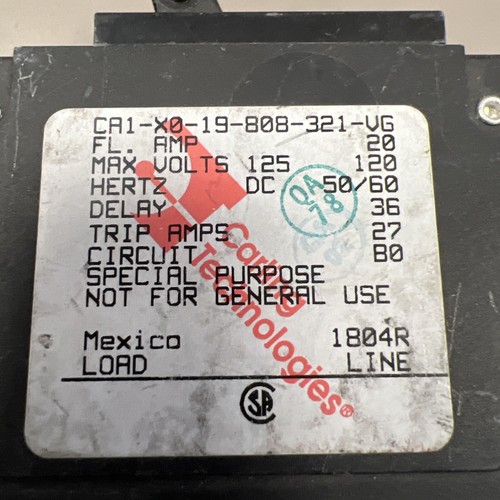 CA1-X0-19-808-321-VG
FL. AMP 20
MAX VOLTS 125 120
HERTZ DC 50/60
DELAY 36
TRIP AMPS 27
CIRCUIT B0
SPECIAL PURPOSE
NOT FOR GENERAL USE
Mexico 1804R
LOAD LINE
Carling
Technologies®
QA
78
CSA